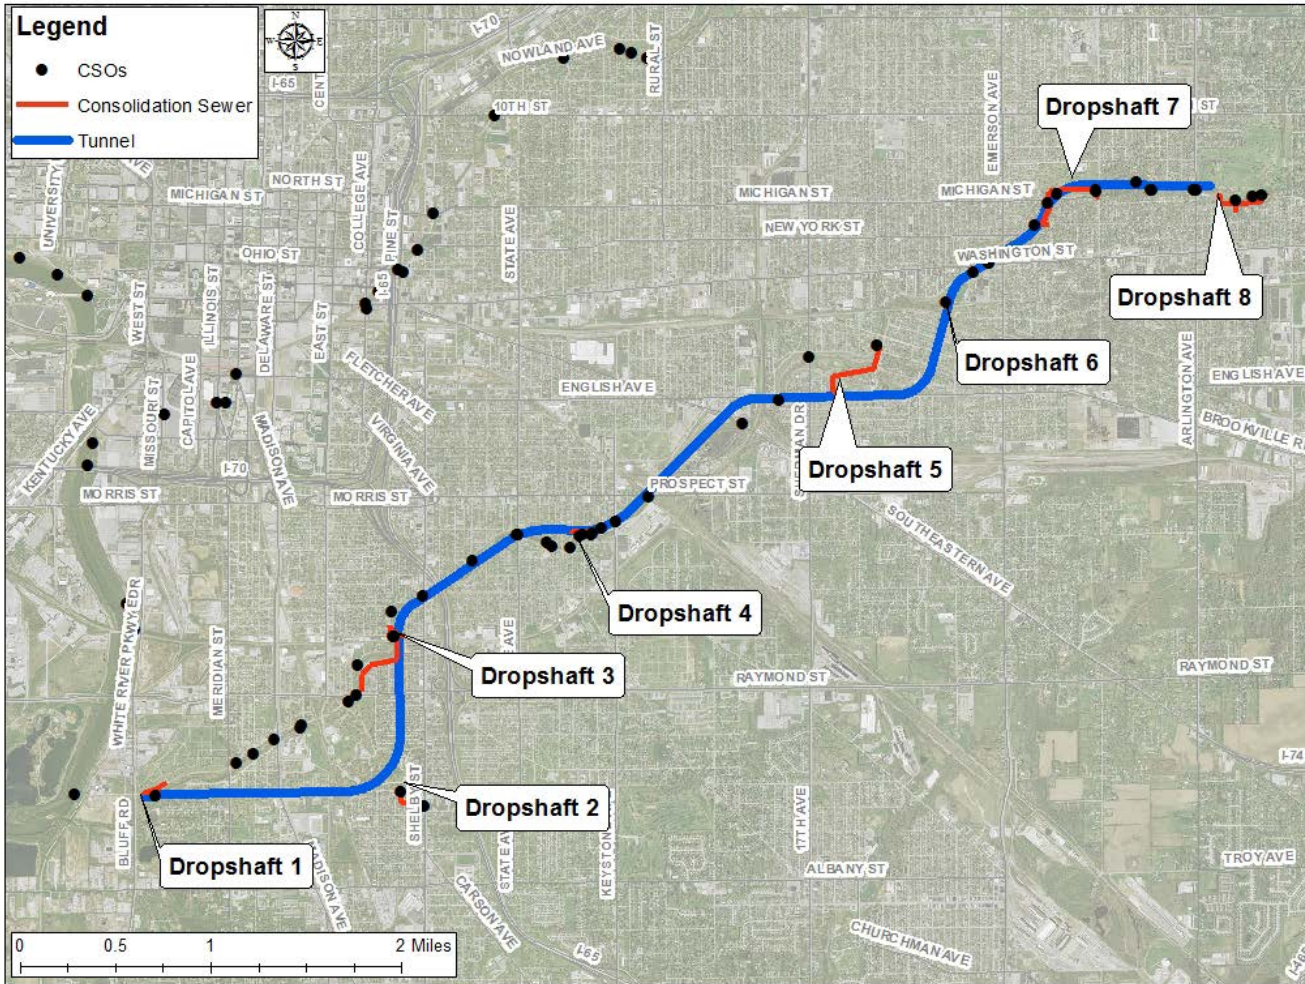 Legend
CSOs
Consolidation Sewer
Tunnel
N
W
E
S
I-70
NOWLAND AVE
RURAL ST
I-65
CENT
10TH ST
EMERSON AVE
Dropshaft 7
ST
AVE
UNIVERSITY
MICHIGAN ST
NORTH ST
COLLEGE AVE
PINE ST
STATE AVE
MICHIGAN ST
MICHIGAN ST
NEW YORK ST
OHIO ST
WASHINGTON ST
I-65
WEST ST
ILLINOIS ST
DELAWARE ST
EAST ST
Dropshaft 8
FLETCHER AVE
Dropshaft 6
MISSOURI ST
CAPITOL AVE
ENGLISH AVE
ARLINGTON AVE
ENGLISH AVE
KENTUCKY AVE
MADISON AVE
VIRGINIA AVE
SHERMAN DR
BROOKVILLE R
I-70
Dropshaft 5
MORRIS ST
MORRIS ST
PROSPECT ST
SOUTHEASTERN AVE
Dropshaft 4
WHITE RIVER PKWY EDR
MERIDIAN ST
E AVE
Dropshaft 3
RAYMOND ST
RAYMOND ST
I-74
Dropshaft 2
SHELBY ST
BLUFF RD
Dropshaft 1
MADISON AVE
STATE AV
KEYSTON
17TH AVE
ALBANY ST
TROY AVE
CARSON AVE
CHURCHMAN AVE
I-65
I-465
0 0.5 1 2 Miles